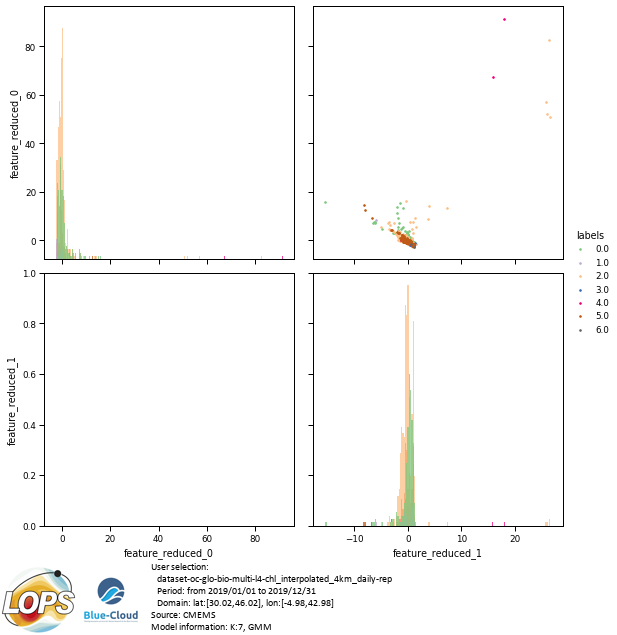 feature_reduced_0
80
60
40
20
0
labels
0.0
1.0
2.0
3.0
4.0
5.0
6.0
feature_reduced_1
1.0
0.8
0.6
0.4
0.2
0.0
0 20 40 60 80
−10 0 10 20
feature_reduced_0 feature_reduced_1
LOPS
Blue-Cloud
User selection:
dataset-oc-glo-bio-multi-l4-chl_interpolated_4km_daily-rep
Period: from 2019/01/01 to 2019/12/31
Domain: lat:[30.02,46.02], lon:[-4.98,42.98]
Source: CMEMS
Model information: K:7, GMM